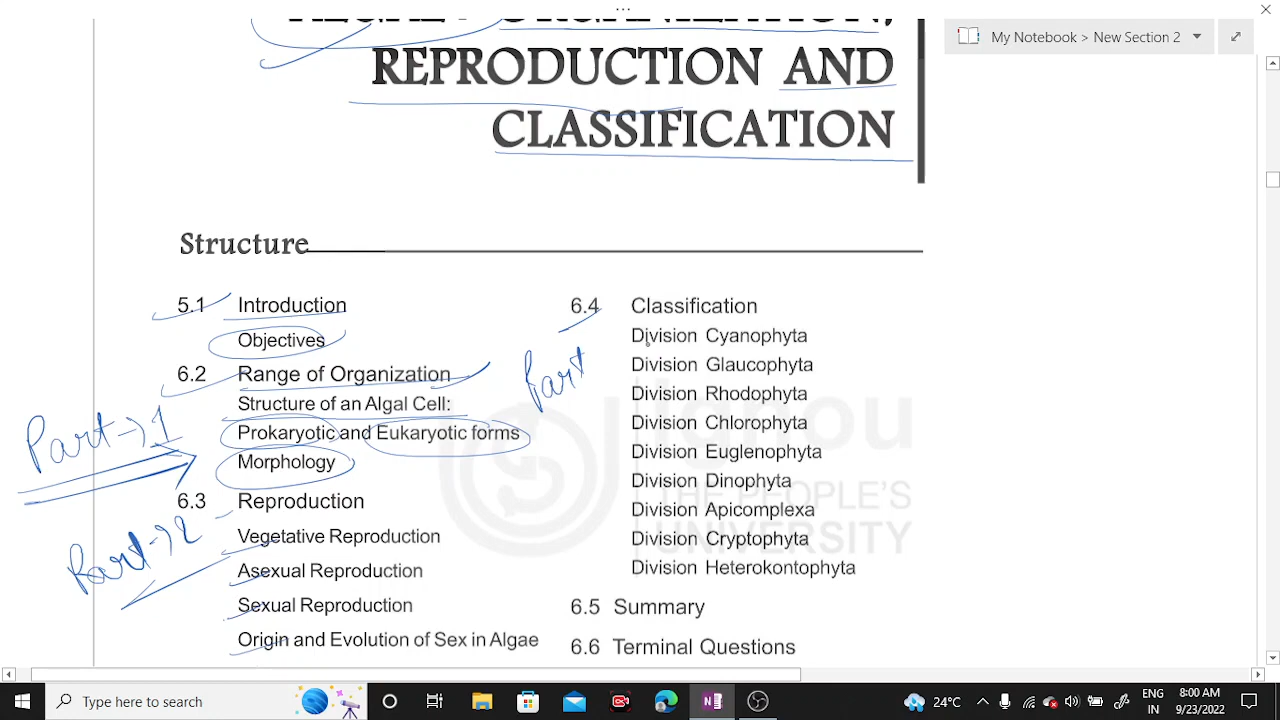 ...
My Notebook > New Section 2
ALGAE : ORGANIZATION,
REPRODUCTION AND
CLASSIFICATION
Structure
5.1 Introduction
Objectives
6.2 Range of Organization
Structure of an Algal Cell:
Prokaryotic and Eukaryotic forms
Morphology
6.3 Reproduction
Vegetative Reproduction
Asexual Reproduction
Sexual Reproduction
Origin and Evolution of Sex in Algae
Part → 1
Part → 2
6.4 Classification
Division Cyanophyta
Division Glaucophyta
Division Rhodophyta
Division Chlorophyta
Division Euglenophyta
Division Dinophyta
Division Apicomplexa
Division Cryptophyta
Division Heterokontophyta
6.5 Summary
6.6 Terminal Questions
Part
ignou
THE PEOPLE'S
UNIVERSITY
Type here to search
24°C
ENG
IN
8:00 AM
9/23/2022